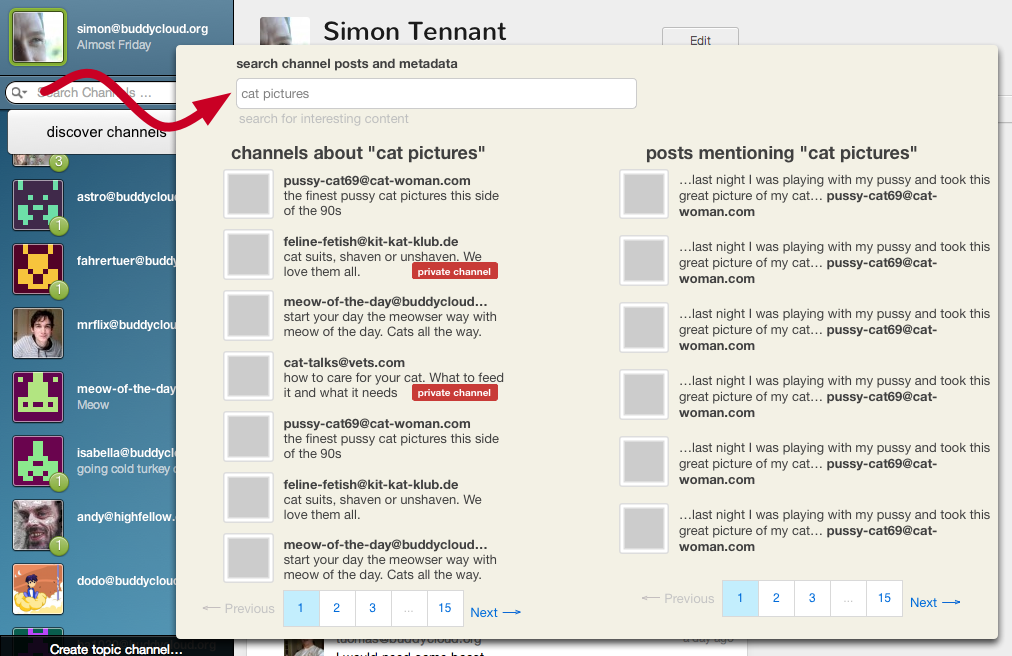 simon@buddycloud.org
Almost Friday
Search Channels ...
discover channels
3
astro@buddyc
1
fahrertuer@buddy
1
mrflix@buddyclou
meow-of-the-day
Meow
isabella@buddycl
going cold turkey
1
andy@highfellow.
1
dodo@buddyclou
Create topic channel...
Simon Tennant
Edit
search channel posts and metadata
cat pictures
search for interesting content
channels about "cat pictures"
pussy-cat69@cat-woman.com
the finest pussy cat pictures this side
of the 90s
feline-fetish@kit-kat-klub.de
cat suits, shaven or unshaven. We
love them all.
private channel
meow-of-the-day@buddycloud...
start your day the meowser way with
meow of the day. Cats all the way.
cat-talks@vets.com
how to care for your cat. What to feed
it and what it needs
private channel
pussy-cat69@cat-woman.com
the finest pussy cat pictures this side
of the 90s
feline-fetish@kit-kat-klub.de
cat suits, shaven or unshaven. We
love them all.
meow-of-the-day@buddycloud...
start your day the meowser way with
meow of the day. Cats all the way.
← Previous 1 2 3 ... 15 Next →
posts mentioning "cat pictures"
...last night I was playing with my pussy and took this
great picture of my cat... pussy-cat69@cat-
woman.com
...last night I was playing with my pussy and took this
great picture of my cat... pussy-cat69@cat-
woman.com
...last night I was playing with my pussy and took this
great picture of my cat... pussy-cat69@cat-
woman.com
...last night I was playing with my pussy and took this
great picture of my cat... pussy-cat69@cat-
woman.com
...last night I was playing with my pussy and took this
great picture of my cat... pussy-cat69@cat-
woman.com
...last night I was playing with my pussy and took this
great picture of my cat... pussy-cat69@cat-
woman.com
← Previous 1 2 3 ... 15 Next →
a day ago